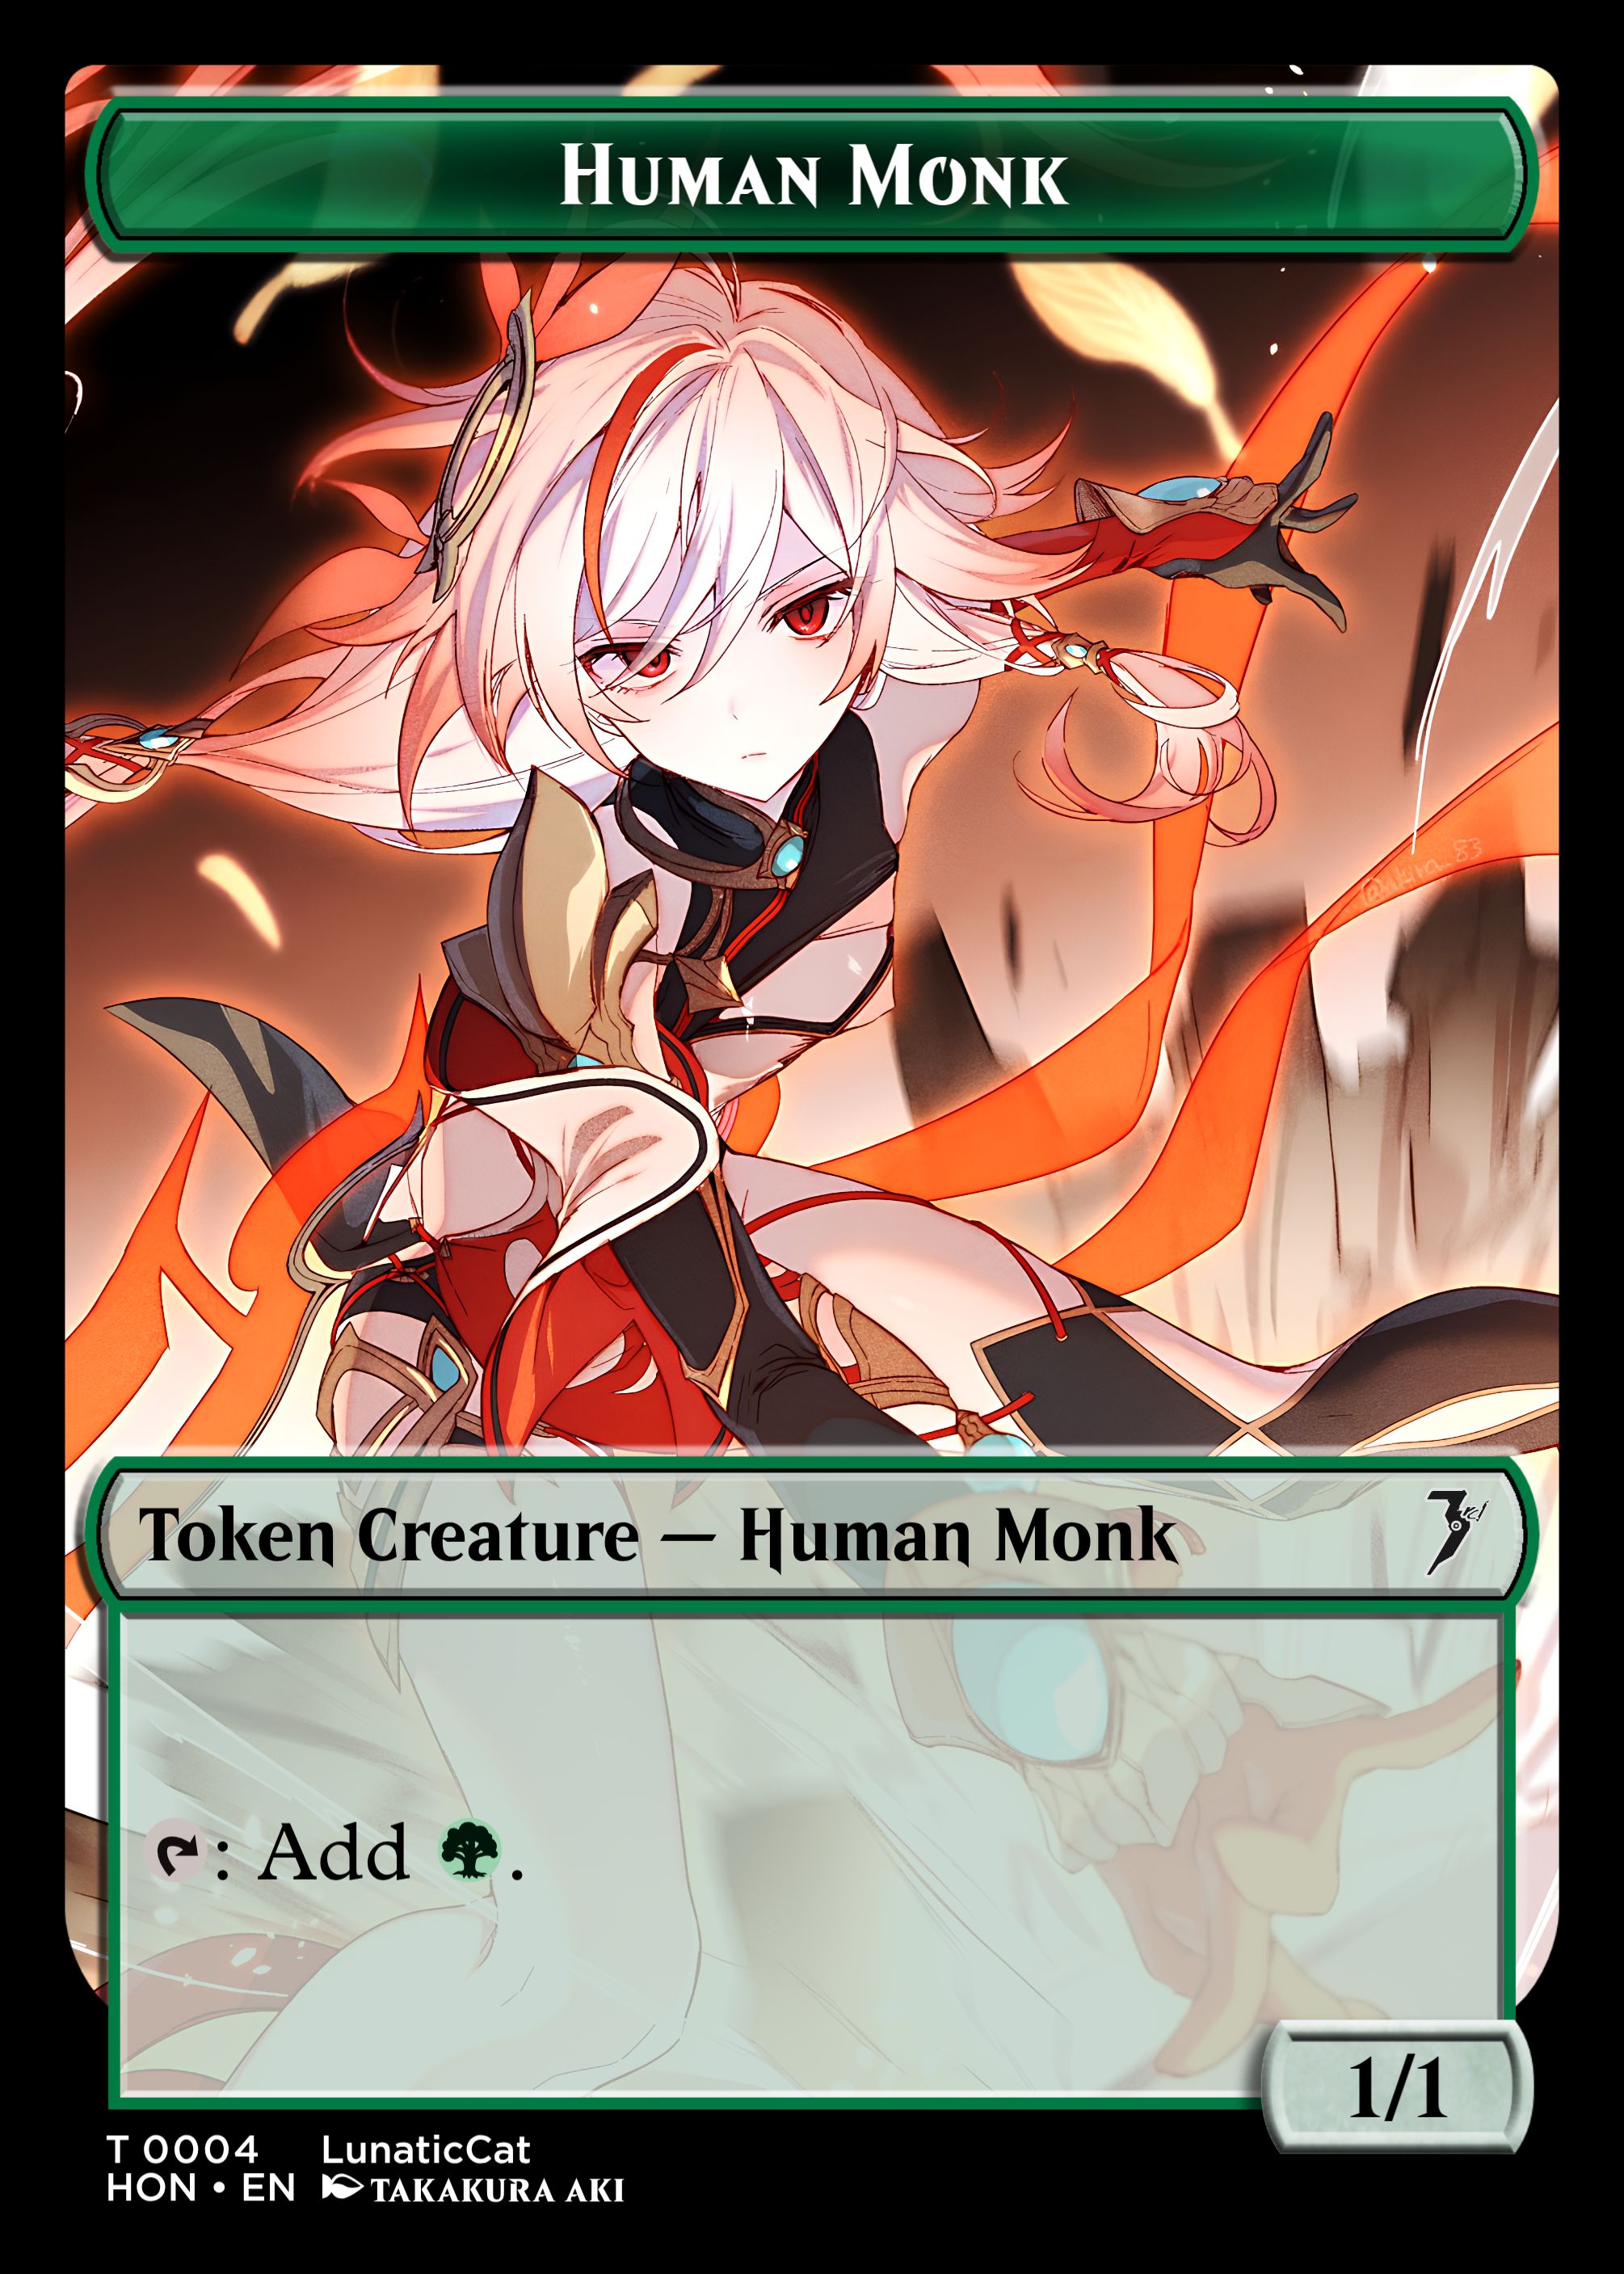 Human Monk
Token Creature — Human Monk
: Add .
1/1
T 0004 LunaticCat
HON • EN TAKAKURA AKI